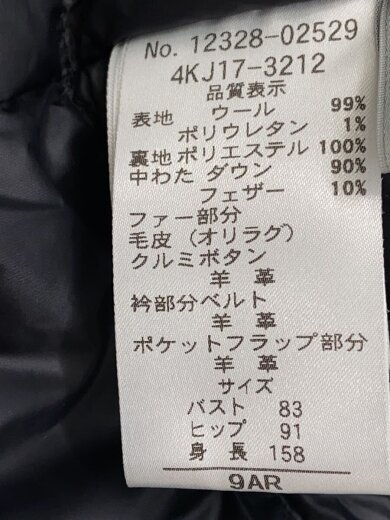 No. 12328-02529
4KJ17-3212
品質表示
表地 ウール 99%
ポリウレタン 1%
裏地 ポリエステル 100%
中わた ダウン 90%
フェザー 10%
ファー部分
毛皮 (オリラグ)
クルミボタン
羊 革
衿部分ベルト
羊 革
ポケットフラップ部分
羊 革
サイズ
バスト 83
ヒップ 91
身 長 158
9AR